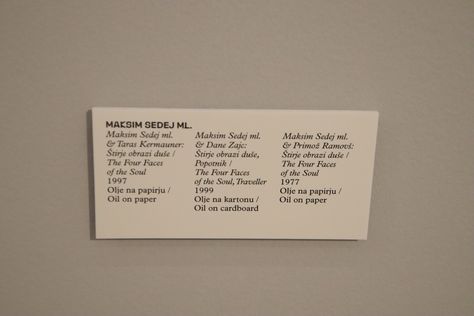 MAKSIM SEDEJ ML.
Maksim Sedej ml.
& Taras Kermauner:
Štirje obrazi duše /
The Four Faces
of the Soul
1997
Olje na papirju /
Oil on paper
Maksim Sedej ml.
& Dane Zajc:
Štirje obrazi duše,
Popotnik /
The Four Faces
of the Soul, Traveller
1999
Olje na kartonu /
Oil on cardboard
Maksim Sedej ml.
& Primož Ramovš:
Štirje obrazi duše /
The Four Faces
of the Soul
1977
Olje na papirju /
Oil on paper